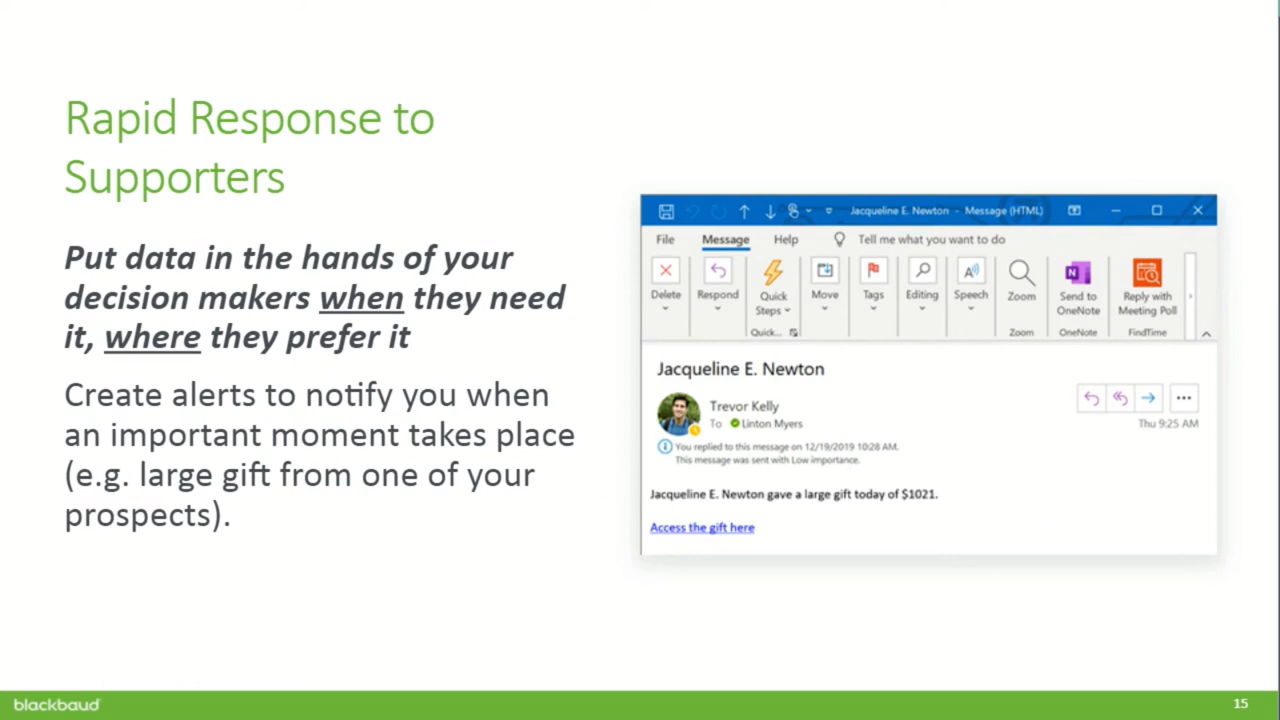 Rapid Response to
Supporters
Put data in the hands of your
decision makers when they need
it, where they prefer it
Create alerts to notify you when
an important moment takes place
(e.g. large gift from one of your
prospects).
Jacqueline E. Newton - Message (HTML)
File Message Help Tell me what you want to do
Delete Respond Quick Steps Move Tags Editing Speech Zoom Send to OneNote Reply with Meeting Poll
Quick... Zoom OneNote FindTime
Jacqueline E. Newton
Trevor Kelly
To Linton Myers
Thu 9:25 AM
You replied to this message on 12/19/2019 10:28 AM.
This message was sent with Low importance.
Jacqueline E. Newton gave a large gift today of $1021.
Access the gift here
blackbaud
15